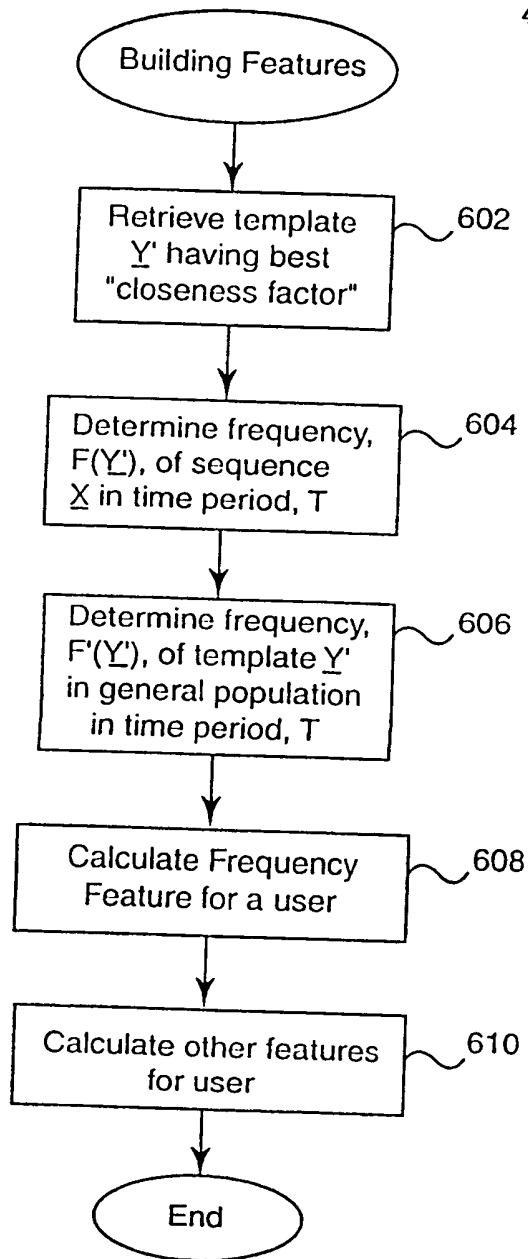 4
Building Features
Retrieve template
Y' having best
"closeness factor"
602
Determine frequency,
F(Y'), of sequence
X in time period, T
604
Determine frequency,
F'(Y'), of template Y'
in general population
in time period, T
606
Calculate Frequency
Feature for a user
608
Calculate other features
for user
610
End